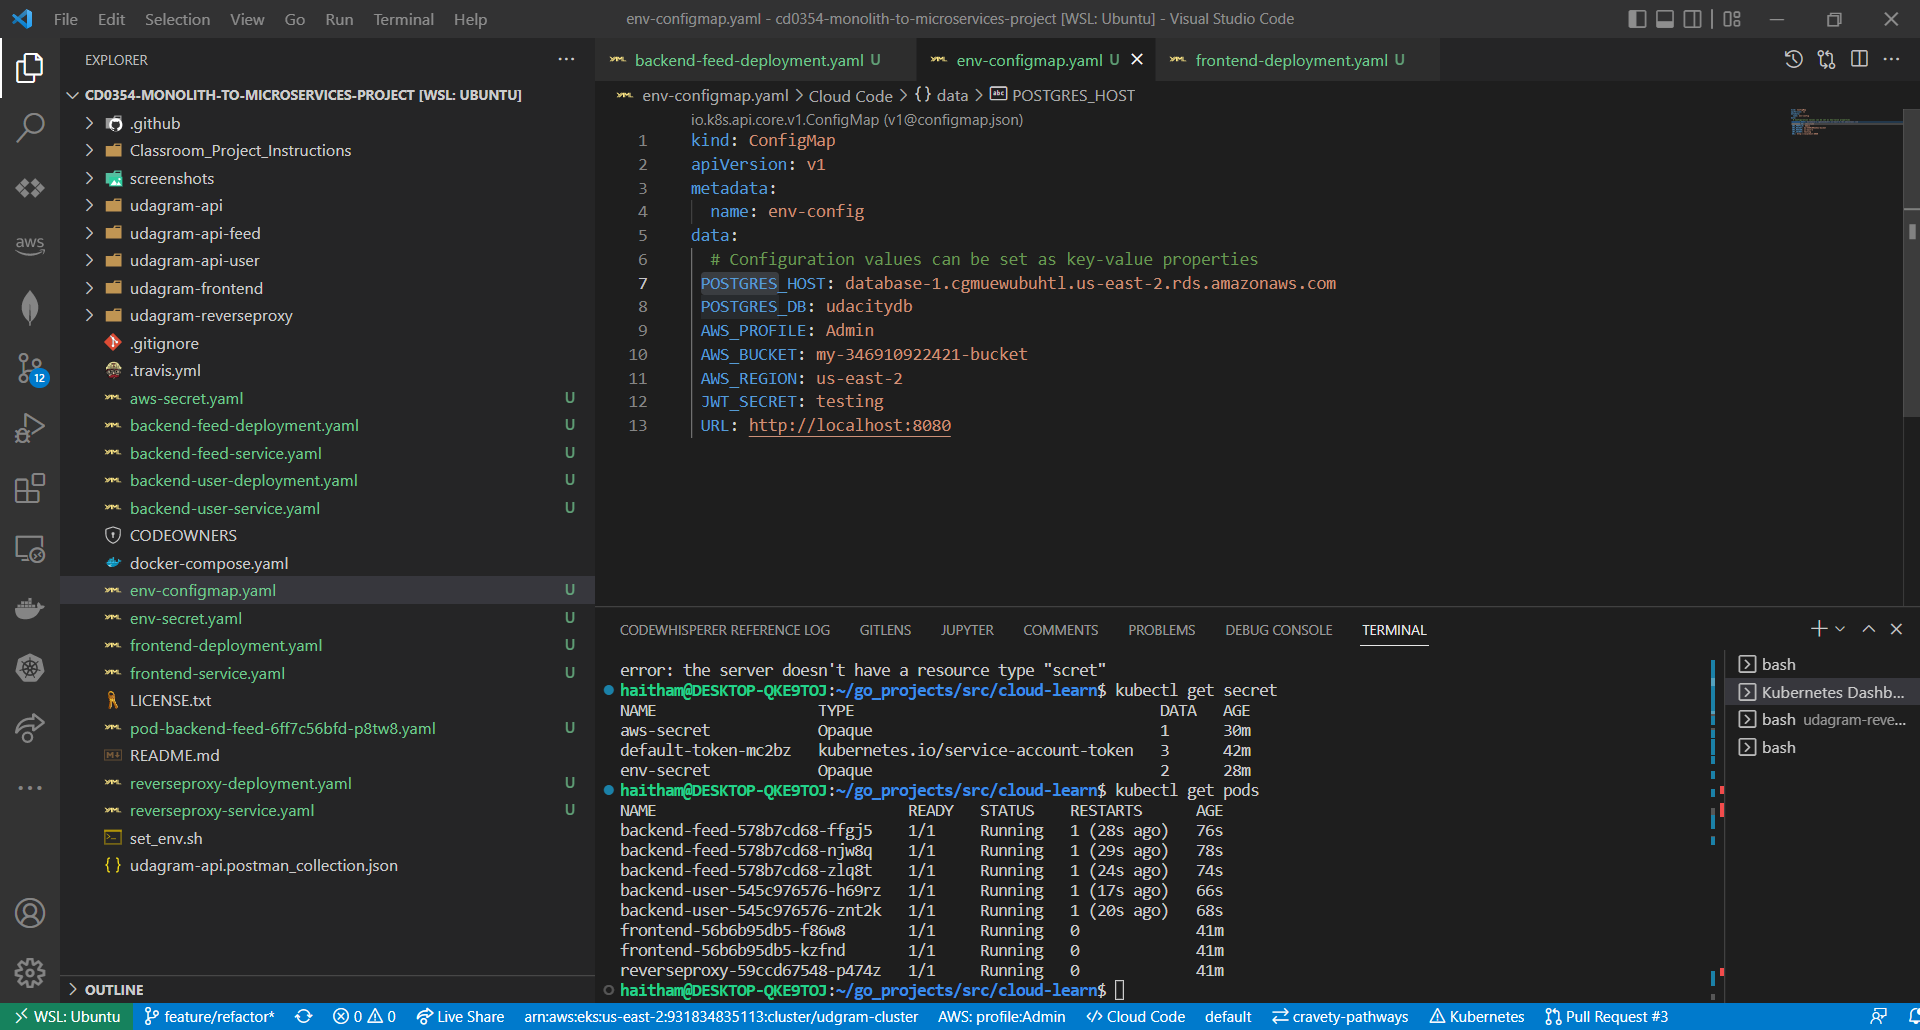 File Edit Selection View Go Run Terminal Help
env-configmap.yaml - cd0354-monolith-to-microservices-project [WSL: Ubuntu] - Visual Studio Code
EXPLORER
CD0354-MONOLITH-TO-MICROSERVICES-PROJECT [WSL: UBUNTU]
.github
Classroom_Project_Instructions
screenshots
udagram-api
udagram-api-feed
udagram-api-user
udagram-frontend
udagram-reverseproxy
.gitignore
.travis.yml
aws-secret.yaml U
backend-feed-deployment.yaml U
backend-feed-service.yaml U
backend-user-deployment.yaml U
backend-user-service.yaml U
CODEOWNERS
docker-compose.yaml
env-configmap.yaml U
env-secret.yaml U
frontend-deployment.yaml U
frontend-service.yaml U
LICENSE.txt
pod-backend-feed-6ff7c56bfd-p8tw8.yaml U
README.md
reverseproxy-deployment.yaml U
reverseproxy-service.yaml U
set_env.sh
udagram-api.postman_collection.json
OUTLINE
aws
12
backend-feed-deployment.yaml U
env-configmap.yaml U
frontend-deployment.yaml U
env-configmap.yaml > Cloud Code > {} data > POSTGRES_HOST
io.k8s.api.core.v1.ConfigMap (v1@configmap.json)
1 kind: ConfigMap
2 apiVersion: v1
3 metadata:
4 name: env-config
5 data:
6 # Configuration values can be set as key-value properties
7 POSTGRES_HOST: database-1.cgmuewubuhtl.us-east-2.rds.amazonaws.com
8 POSTGRES_DB: udacitydb
9 AWS_PROFILE: Admin
10 AWS_BUCKET: my-346910922421-bucket
11 AWS_REGION: us-east-2
12 JWT_SECRET: testing
13 URL: http://localhost:8080
CODEWHISPERER REFERENCE LOG GITLENS JUPYTER COMMENTS PROBLEMS DEBUG CONSOLE TERMINAL
error: the server doesn't have a resource type "scret"
haitham@DESKTOP-QKE9TOJ:~/go_projects/src/cloud-learn$ kubectl get secret
NAME TYPE DATA AGE
aws-secret Opaque 1 30m
default-token-mc2bz kubernetes.io/service-account-token 3 42m
env-secret Opaque 2 28m
haitham@DESKTOP-QKE9TOJ:~/go_projects/src/cloud-learn$ kubectl get pods
NAME READY STATUS RESTARTS AGE
backend-feed-578b7cd68-ffgj5 1/1 Running 1 (28s ago) 76s
backend-feed-578b7cd68-njw8q 1/1 Running 1 (29s ago) 78s
backend-feed-578b7cd68-zlq8t 1/1 Running 1 (24s ago) 74s
backend-user-545c976576-h69rz 1/1 Running 1 (17s ago) 66s
backend-user-545c976576-znt2k 1/1 Running 1 (20s ago) 68s
frontend-56b6b95db5-f86w8 1/1 Running 0 41m
frontend-56b6b95db5-kzfnd 1/1 Running 0 41m
reverseproxy-59ccd67548-p474z 1/1 Running 0 41m
haitham@DESKTOP-QKE9TOJ:~/go_projects/src/cloud-learn$
bash
Kubernetes Dashb...
bash udagram-reve...
bash
WSL: Ubuntu feature/refactor* 0 0 Live Share arn:aws:eks:us-east-2:931834835113:cluster/udgram-cluster AWS: profile:Admin Cloud Code default cravety-pathways Kubernetes Pull Request #3